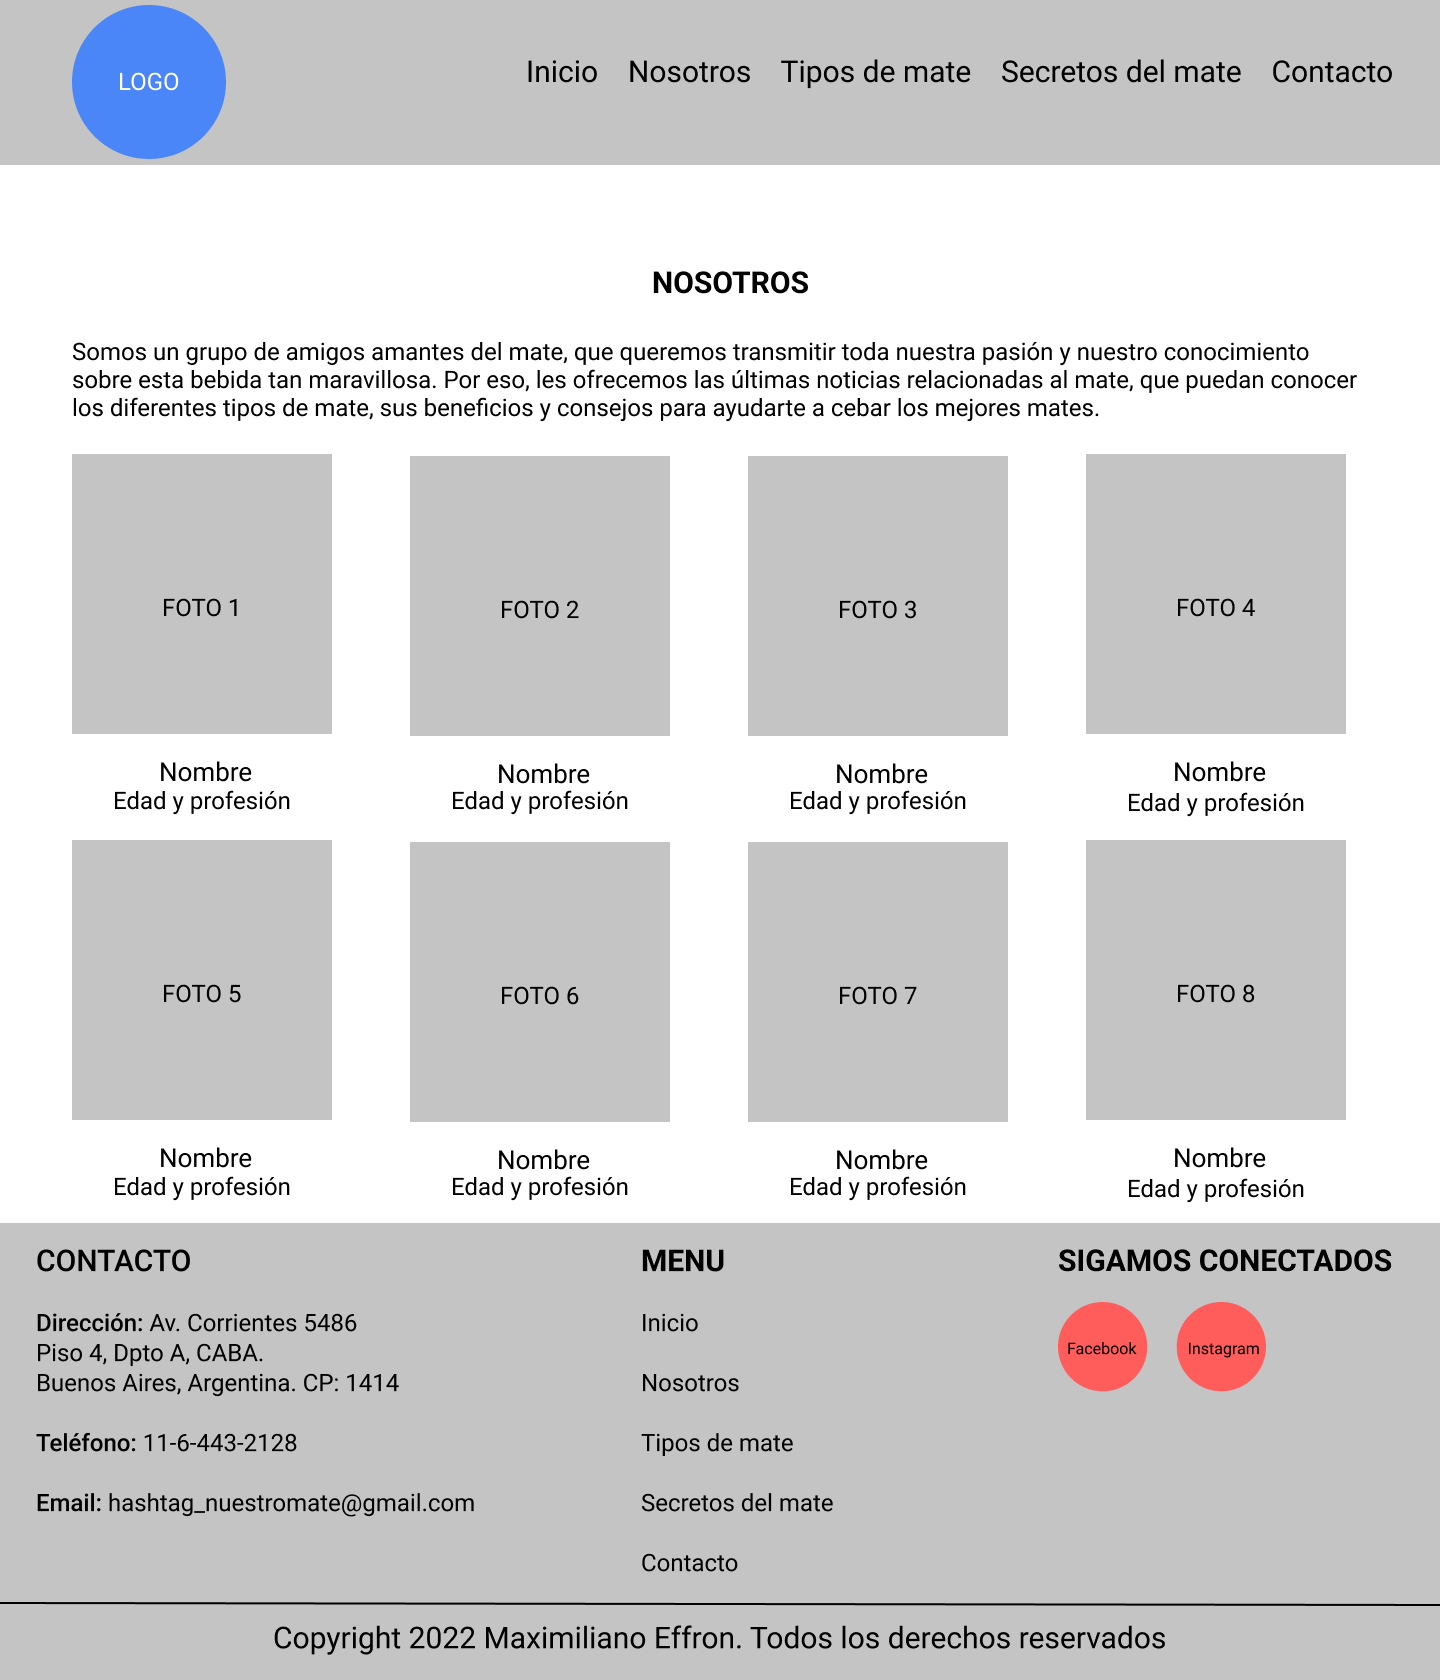 LOGO
Inicio Nosotros Tipos de mate Secretos del mate Contacto
NOSOTROS
Somos un grupo de amigos amantes del mate, que queremos transmitir toda nuestra pasión y nuestro conocimiento
sobre esta bebida tan maravillosa. Por eso, les ofrecemos las últimas noticias relacionadas al mate, que puedan conocer
los diferentes tipos de mate, sus beneficios y consejos para ayudarte a cebar los mejores mates.
FOTO 1
FOTO 2
FOTO 3
FOTO 4
Nombre
Edad y profesión
Nombre
Edad y profesión
Nombre
Edad y profesión
Nombre
Edad y profesión
FOTO 5
FOTO 6
FOTO 7
FOTO 8
Nombre
Edad y profesión
Nombre
Edad y profesión
Nombre
Edad y profesión
Nombre
Edad y profesión
CONTACTO
Dirección: Av. Corrientes 5486
Piso 4, Dpto A, CABA.
Buenos Aires, Argentina. CP: 1414
Teléfono: 11-6-443-2128
Email: hashtag_nuestromate@gmail.com
MENU
Inicio
Nosotros
Tipos de mate
Secretos del mate
Contacto
SIGAMOS CONECTADOS
Facebook
Instagram
Copyright 2022 Maximiliano Effron. Todos los derechos reservados